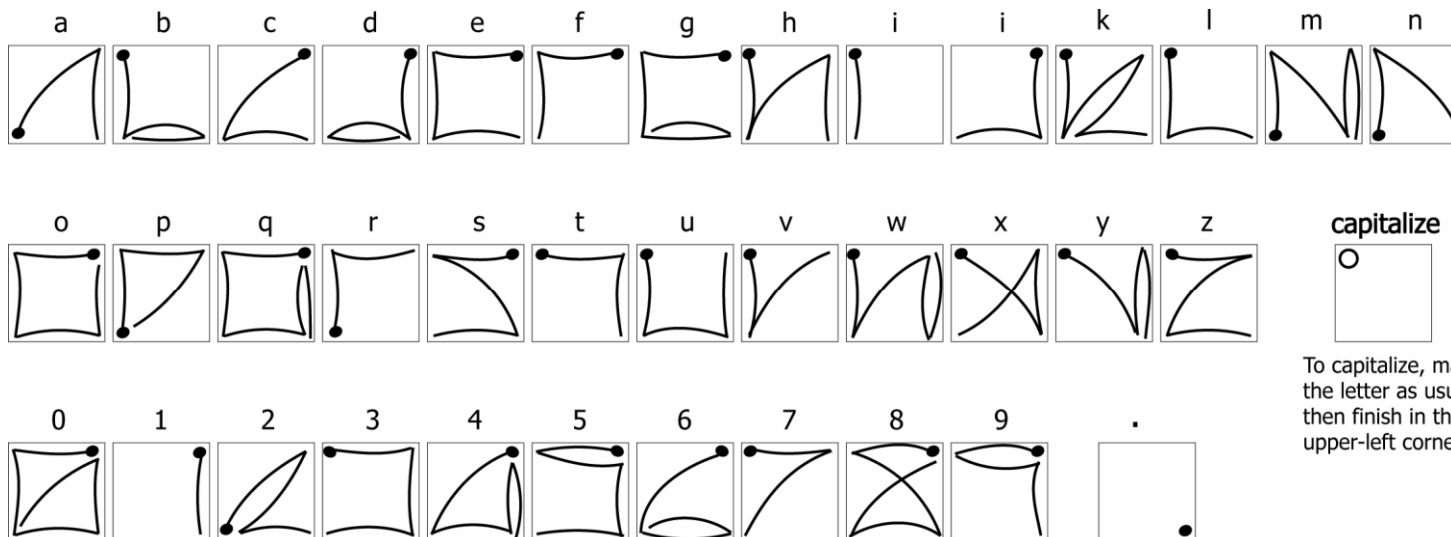 a b c d e f g h i i k l m n
o p q r s t u v w x y z capitalize
To capitalize, ma
the letter as usu
then finish in th
upper-left corne
0 1 2 3 4 5 6 7 8 9 .